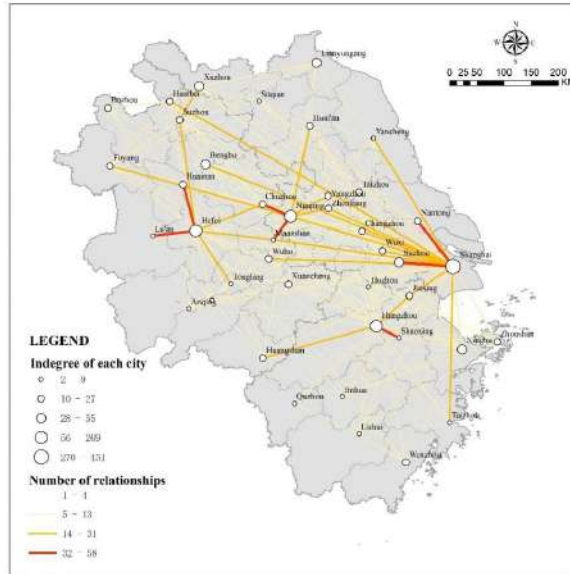 N
W E
S
0 25 50 100 150 200
KM
Lianyungang
Xuzhou
Huaibei
Suqian
Bozhou
Suzhou
Huai'an
Yancheng
Fuyang
Bengbu
Huainan
Chuzhou
Yangzhou
Taizhou
Nanjing
Zhenjiang
Nantong
Lu'an
Hefei
Maanshan
Changzhou
Wuxi
Suzhou
Shanghai
Wuhu
Tongling
Xuancheng
Huzhou
Jiaxing
Anqing
Hangzhou
Shaoxing
Zhoushan
Ningbo
Huangshan
Jinhua
Quzhou
Taizhou
Lishui
Wenzhou
LEGEND
Indegree of each city
2 - 9
10 - 27
28 - 55
56 - 269
270 - 451
Number of relationships
1 - 4
5 - 13
14 - 31
32 - 58